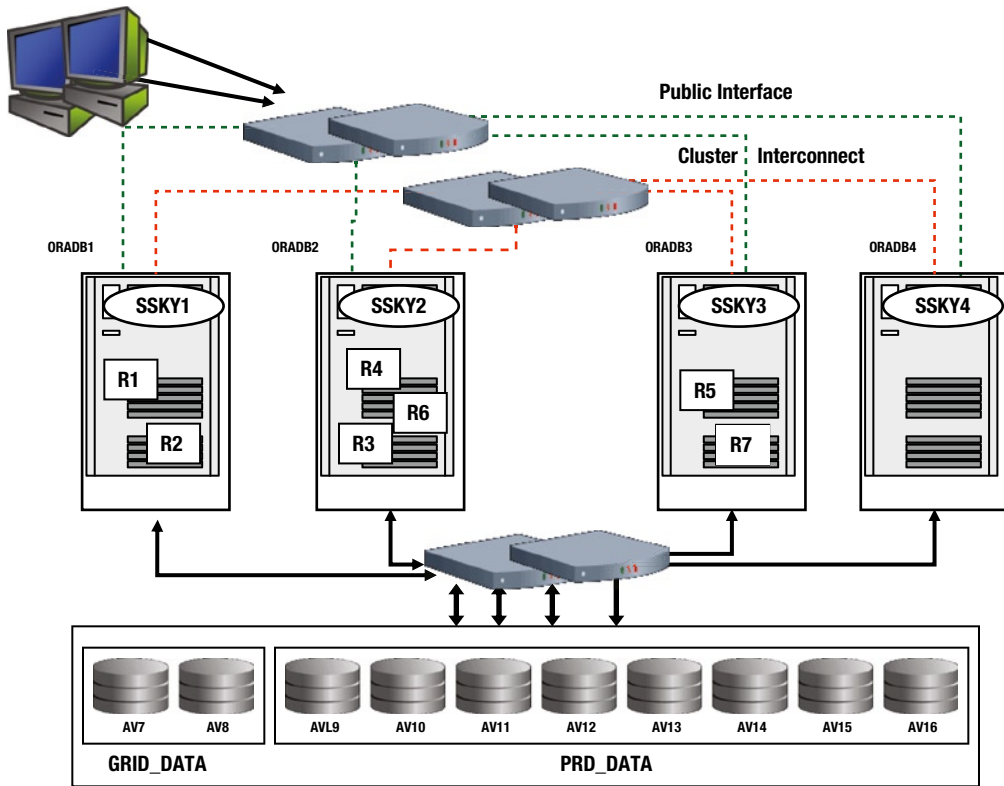 Public Interface
Cluster Interconnect
ORADB1
ORADB2
ORADB3
ORADB4
SSKY1
SSKY2
SSKY3
SSKY4
R1
R2
R4
R6
R3
R5
R7
AV7
AV8
AVL9
AV10
AV11
AV12
AV13
AV14
AV15
AV16
GRID_DATA
PRD_DATA